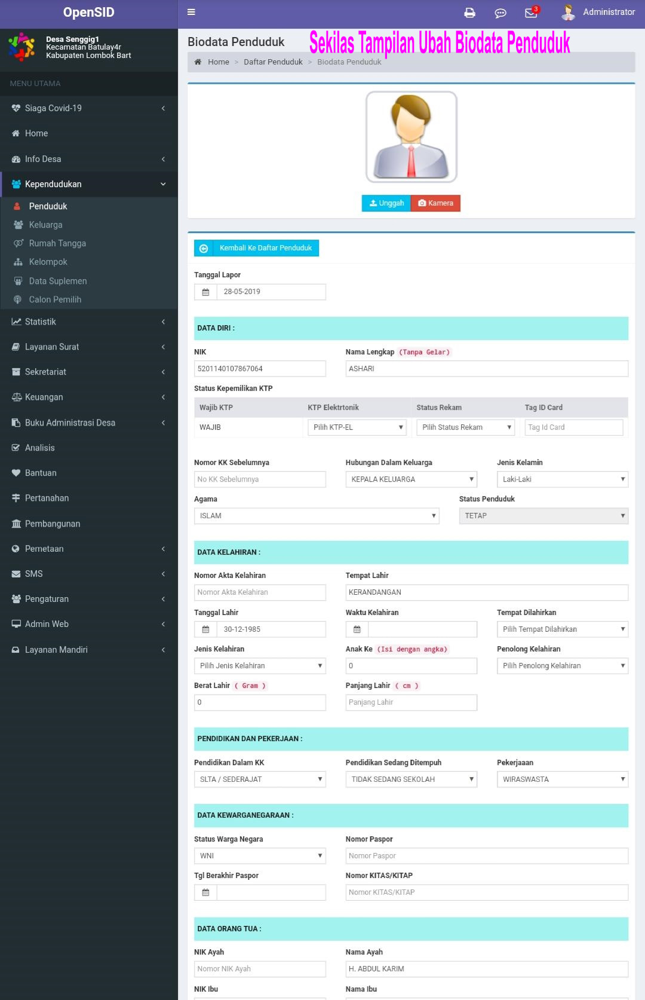 OpenSID
3
Administrator
Desa Senggig1
Kecamatan Batulay4r
Kabupaten Lombok Bart
Biodata Penduduk
Sekilas Tampilan Ubah Biodata Penduduk
Home > Daftar Penduduk > Biodata Penduduk
MENU UTAMA
Siaga Covid-19
Home
Info Desa
Kependudukan
Penduduk
Keluarga
Rumah Tangga
Kelompok
Data Suplemen
Calon Pemilih
Statistik
Layanan Surat
Sekretariat
Keuangan
Buku Administrasi Desa
Analisis
Bantuan
Pertanahan
Pembangunan
Pemetaan
SMS
Pengaturan
Admin Web
Layanan Mandiri
Unggah Kamera
Kembali Ke Daftar Penduduk
Tanggal Lapor
28-05-2019
DATA DIRI :
NIK Nama Lengkap (Tanpa Gelar)
5201140107867064 ASHARI
Status Kepemilikan KTP
Wajib KTP KTP Elektrtonik Status Rekam Tag ID Card
WAJIB Pilih KTP-EL Pilih Status Rekam Tag Id Card
Nomor KK Sebelumnya Hubungan Dalam Keluarga Jenis Kelamin
No KK Sebelumnya KEPALA KELUARGA Laki-Laki
Agama Status Penduduk
ISLAM TETAP
DATA KELAHIRAN :
Nomor Akta Kelahiran Tempat Lahir
Nomor Akta Kelahiran KERANDANGAN
Tanggal Lahir Waktu Kelahiran Tempat Dilahirkan
30-12-1985 Pilih Tempat Dilahirkan
Jenis Kelahiran Anak Ke (Isi dengan angka) Penolong Kelahiran
Pilih Jenis Kelahiran 0 Pilih Penolong Kelahiran
Berat Lahir ( Gram ) Panjang Lahir ( cm )
0 Panjang Lahir
PENDIDIKAN DAN PEKERJAAN :
Pendidikan Dalam KK Pendidikan Sedang Ditempuh Pekerjaaan
SLTA / SEDERAJAT TIDAK SEDANG SEKOLAH WIRASWASTA
DATA KEWARGANEGARAAN :
Status Warga Negara Nomor Paspor
WNI Nomor Paspor
Tgl Berakhir Paspor Nomor KITAS/KITAP
Nomor KITAS/KITAP
DATA ORANG TUA :
NIK Ayah Nama Ayah
Nomor NIK Ayah H. ABDUL KARIM
NIK Ibu Nama Ibu